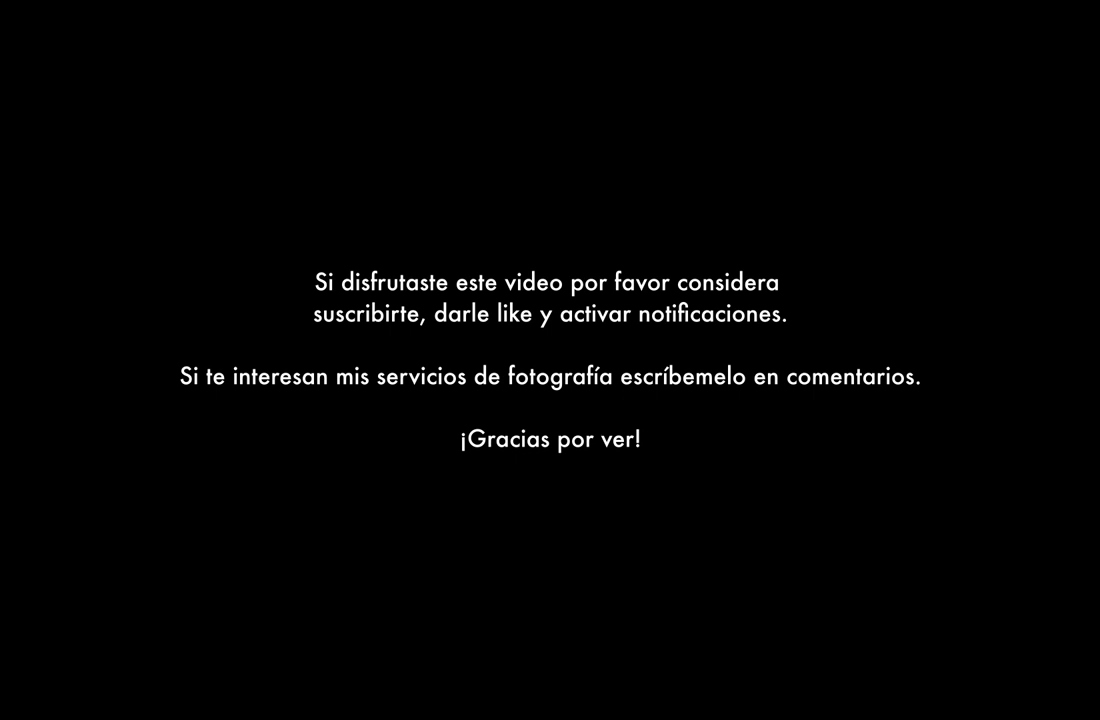 Si disfrutaste este video por favor considera
suscribirte, darle like y activar notificaciones.
Si te interesan mis servicios de fotografía escríbemelo en comentarios.
¡Gracias por ver!